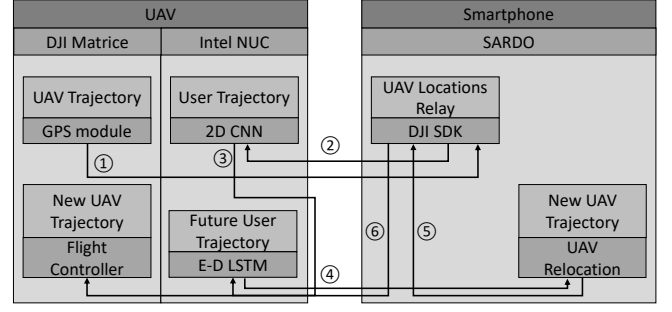 UAV
Smartphone
DJI Matrice
Intel NUC
SARDO
UAV Trajectory
GPS module
User Trajectory
2D CNN
UAV Locations
Relay
DJI SDK
①
③
②
New UAV
Trajectory
Flight
Controller
Future User
Trajectory
E-D LSTM
⑥
⑤
④
New UAV
Trajectory
UAV
Relocation